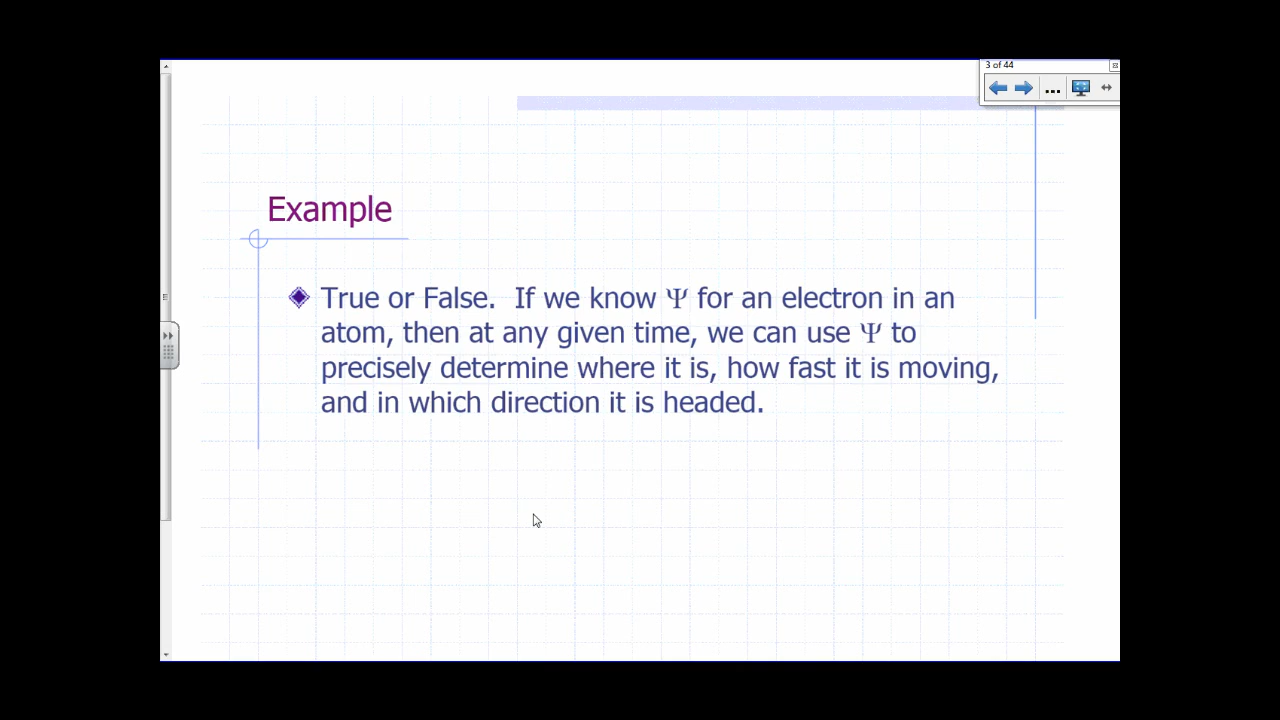 3 of 44
Example
True or False.  If we know Ψ for an electron in an
atom, then at any given time, we can use Ψ to
precisely determine where it is, how fast it is moving,
and in which direction it is headed.